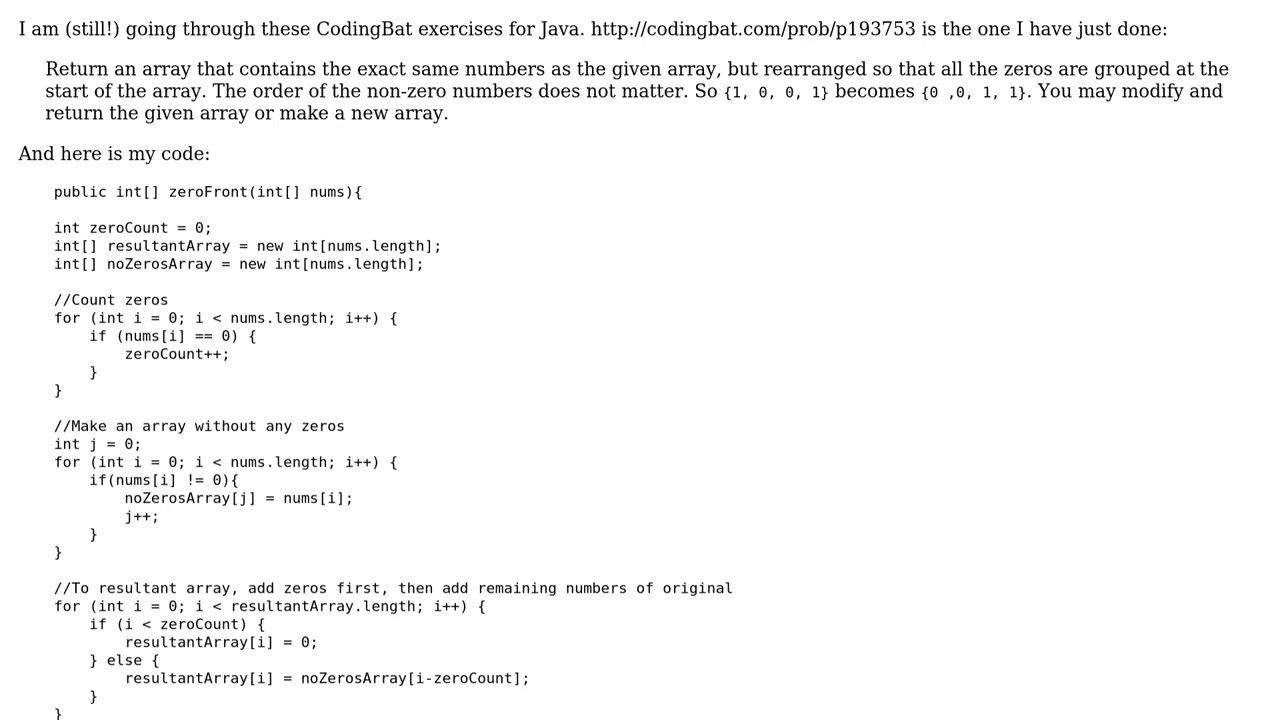 I am (still!) going through these CodingBat exercises for Java. http://codingbat.com/prob/p193753 is the one I have just done:
Return an array that contains the exact same numbers as the given array, but rearranged so that all the zeros are grouped at the
start of the array. The order of the non-zero numbers does not matter. So {1, 0, 0, 1} becomes {0 ,0, 1, 1}. You may modify and
return the given array or make a new array.
And here is my code:
public int[] zeroFront(int[] nums){
int zeroCount = 0;
int[] resultantArray = new int[nums.length];
int[] noZerosArray = new int[nums.length];
//Count zeros
for (int i = 0; i < nums.length; i++) {
    if (nums[i] == 0) {
        zeroCount++;
    }
}
//Make an array without any zeros
int j = 0;
for (int i = 0; i < nums.length; i++) {
    if(nums[i] != 0){
        noZerosArray[j] = nums[i];
        j++;
    }
}
//To resultant array, add zeros first, then add remaining numbers of original
for (int i = 0; i < resultantArray.length; i++) {
    if (i < zeroCount) {
        resultantArray[i] = 0;
    } else {
        resultantArray[i] = noZerosArray[i-zeroCount];
    }
}